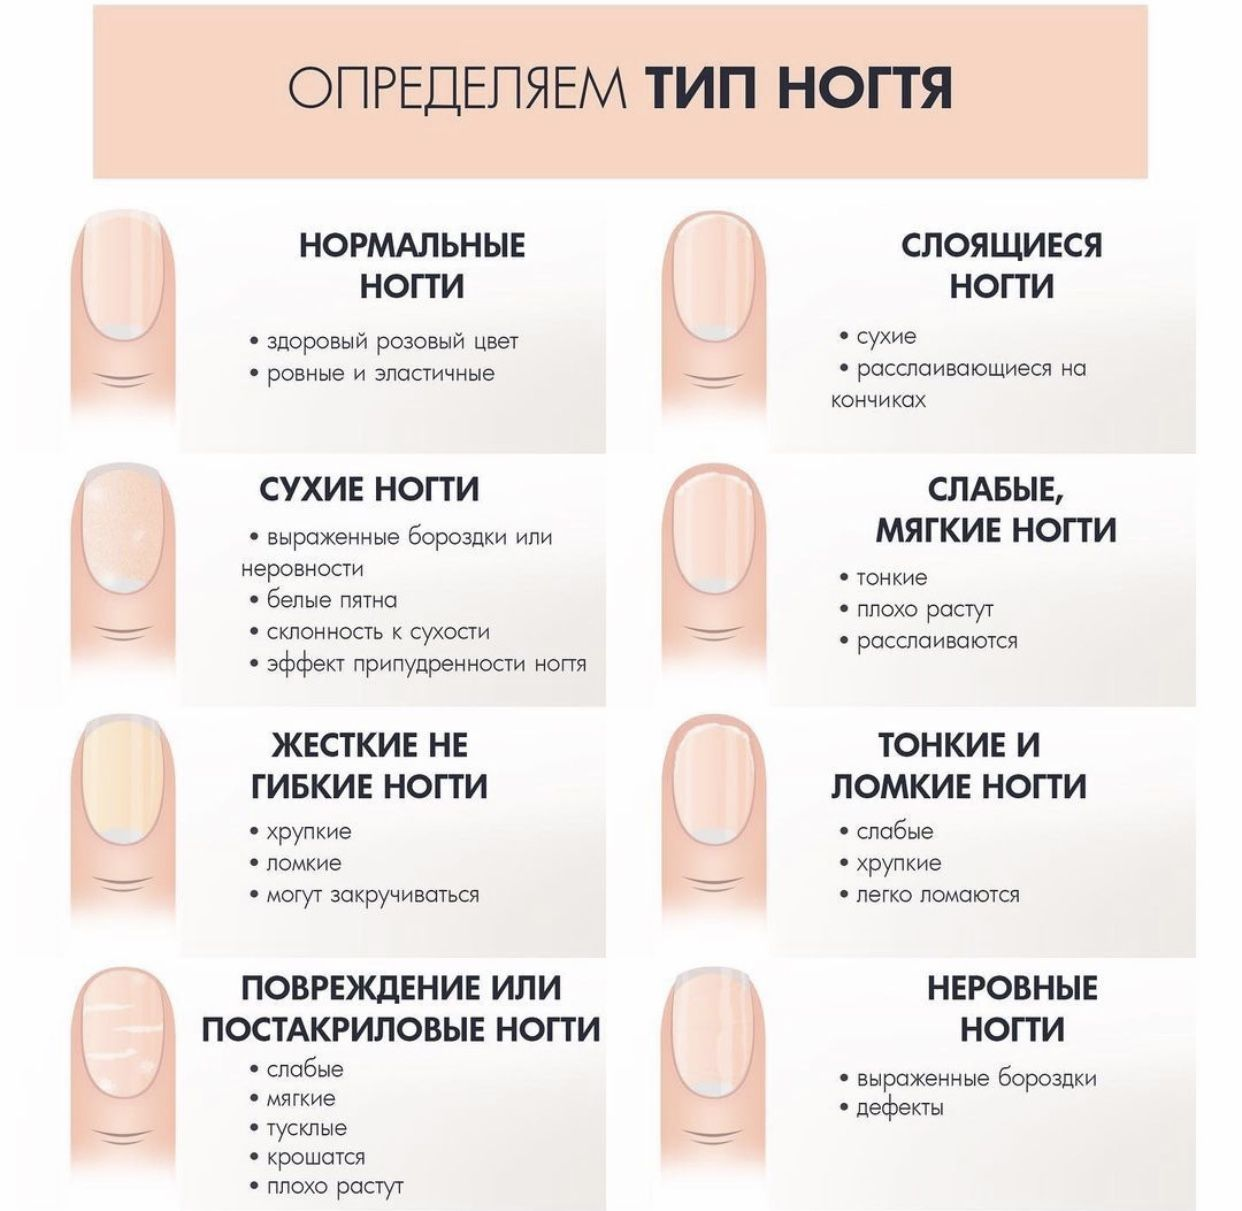 ОПРЕДЕЛЯЕМ ТИП НОГТЯ
НОРМАЛЬНЫЕ
НОГТИ
• здоровый розовый цвет
• ровные и эластичные
СЛОЯЩИЕСЯ
НОГТИ
• сухие
• расслаивающиеся на
кончиках
СУХИЕ НОГТИ
• выраженные бороздки или
неровности
• белые пятна
• склонность к сухости
• эффект припудренности ногтя
СЛАБЫЕ,
МЯГКИЕ НОГТИ
• тонкие
• плохо растут
• расслаиваются
ЖЕСТКИЕ НЕ
ГИБКИЕ НОГТИ
• хрупкие
• ломкие
• могут закручиваться
ТОНКИЕ И
ЛОМКИЕ НОГТИ
• слабые
• хрупкие
• легко ломаются
ПОВРЕЖДЕНИЕ ИЛИ
ПОСТАКРИЛОВЫЕ НОГТИ
• слабые
• мягкие
• тусклые
• крошатся
• плохо растут
НЕРОВНЫЕ
НОГТИ
• выраженные бороздки
• дефекты